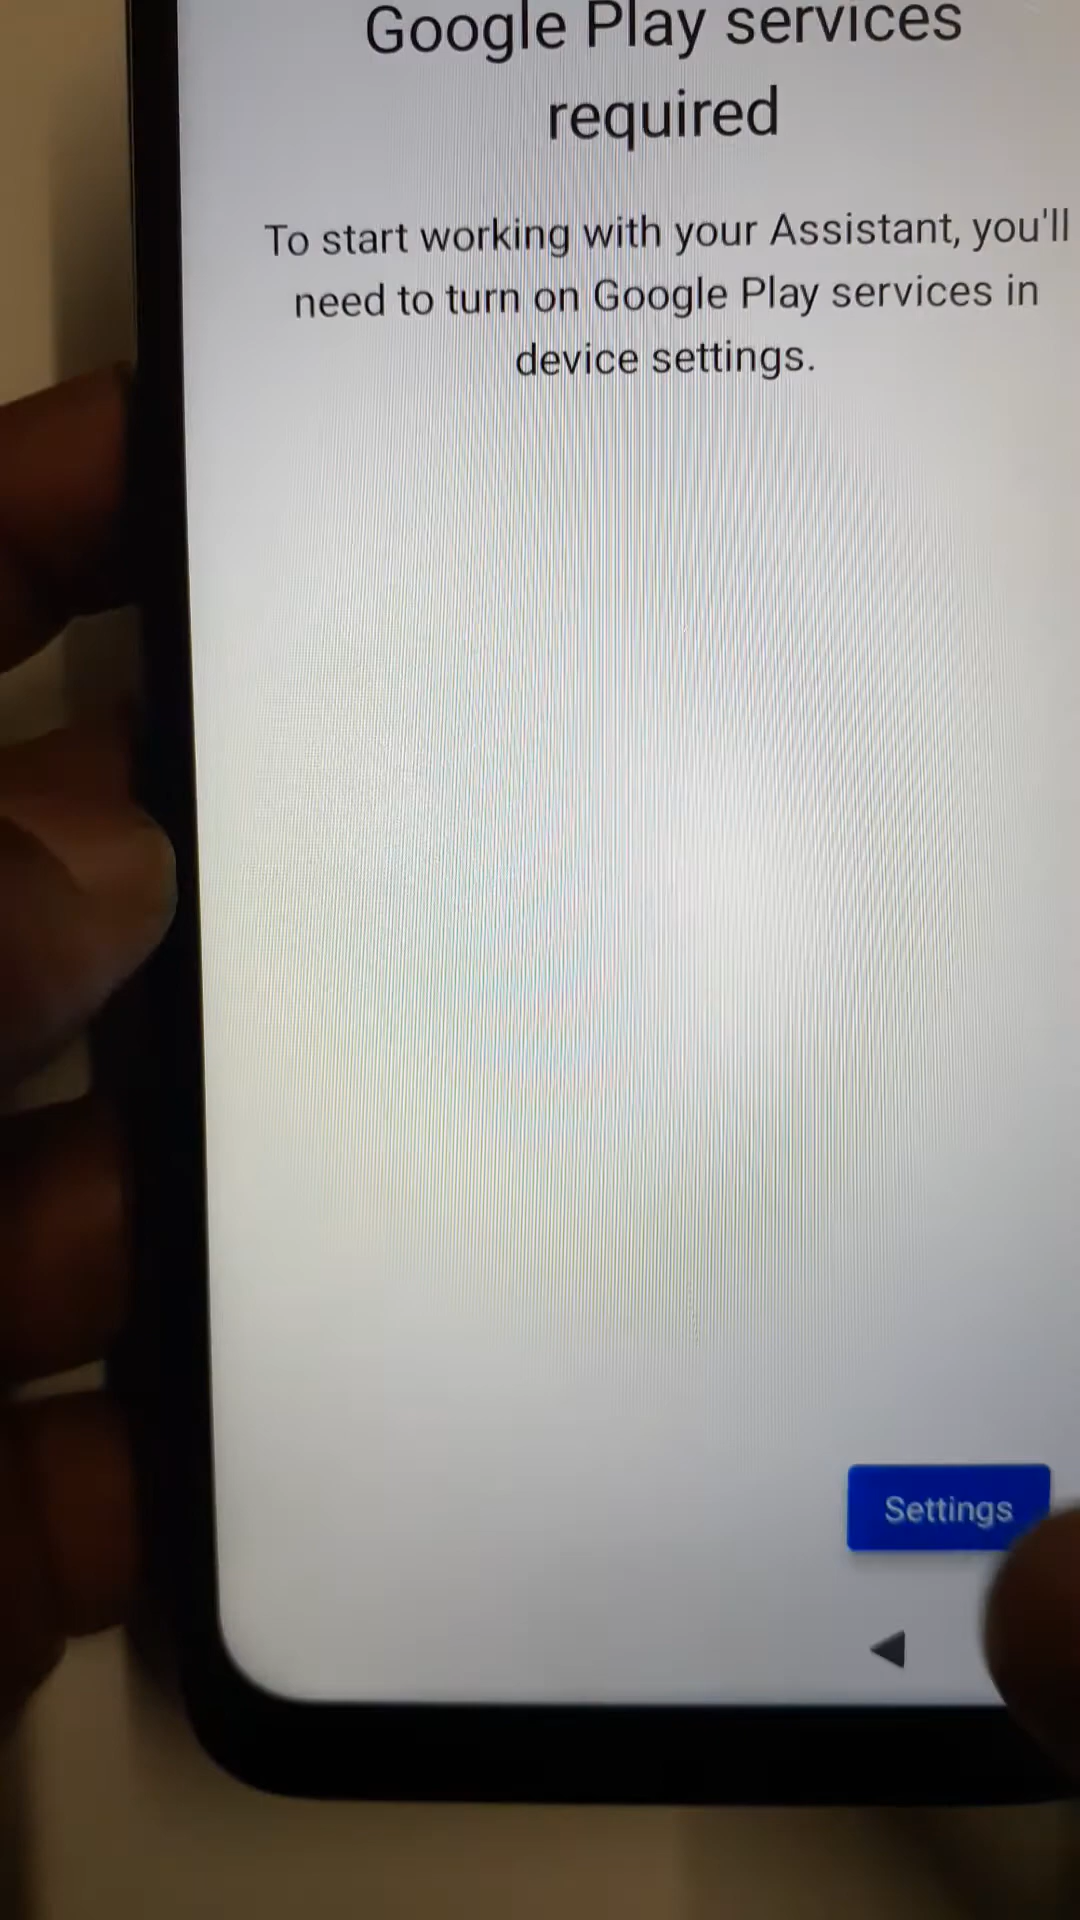 Google Play services
required
To start working with your Assistant, you'll
need to turn on Google Play services in
device settings.
Settings